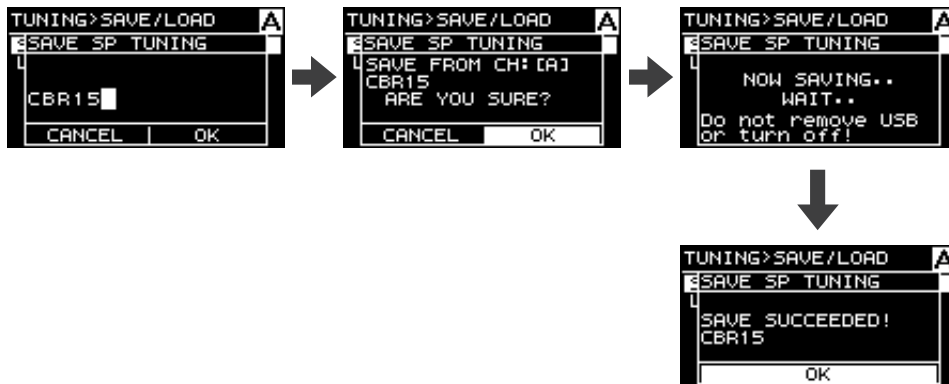 TUNING>SAVE/LOAD A
SAVE SP TUNING
CBR15
CANCEL OK
TUNING>SAVE/LOAD A
SAVE SP TUNING
SAVE FROM CH:[A]
CBR15
ARE YOU SURE?
CANCEL OK
TUNING>SAVE/LOAD A
SAVE SP TUNING
NOW SAVING..
WAIT..
Do not remove USB
or turn off!
TUNING>SAVE/LOAD A
SAVE SP TUNING
SAVE SUCCEEDED!
CBR15
OK